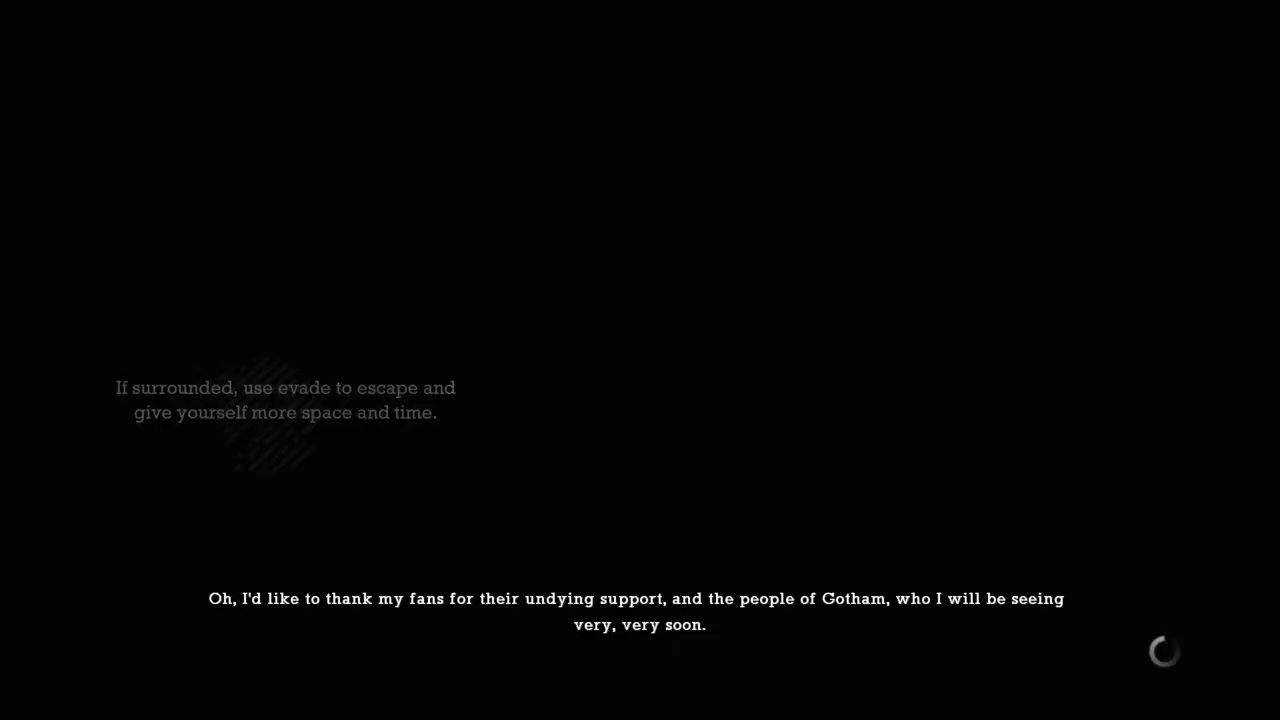 If surrounded, use evade to escape and
give yourself more space and time.
Oh, I'd like to thank my fans for their undying support, and the people of Gotham, who I will be seeing
very, very soon.